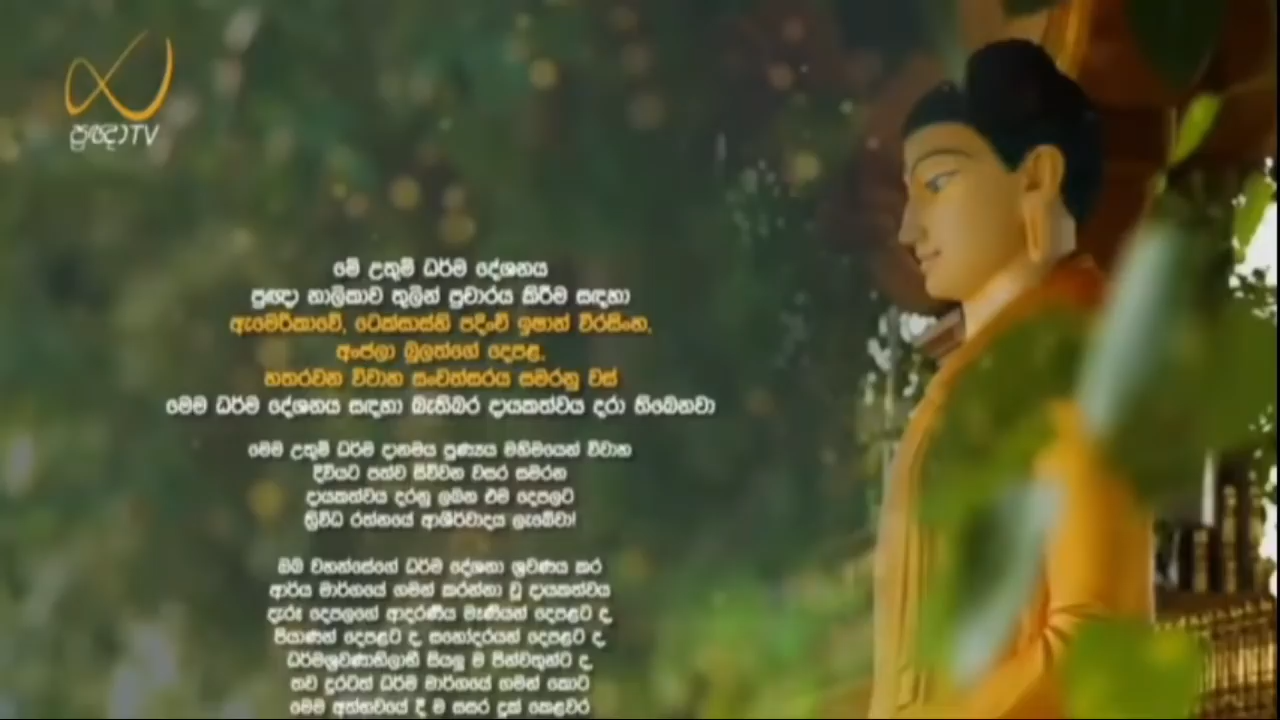 ප්‍රඥාTV
මේ උතුම් ධර්ම දේශනය
ප්‍රඥා නාලිකාව තුලින් ප්‍රචාරය කිරීම සඳහා
ඇමෙරිකාවේ, ටෙක්සාස්හි පදිංචි ඉෂාන් වීරසිංහ,
අංජලා බුලත්ගේ දෙපළ,
හතරවන විවාහ සංවත්සරය සමරනු වස්
මෙම ධර්ම දේශනය සඳහා බැතිබර දායකත්වය දරා තිබෙනවා
මෙම උතුම් ධර්ම දානමය පුණ්‍යය මහිමයෙන් විවාහ
දිවියට පත්ව සිව්වන වසර සමරන
දායකත්වය දරනු ලබන එම දෙපලට
ත්‍රිවිධ රත්නයේ ආශිර්වාදය ලැබේවා!
ඔබ වහන්සේගේ ධර්ම දේශනා ශ්‍රවණය කර
ආර්ය මාර්ගයේ ගමන් කරන්නා වූ දායකත්වය
දැරූ දෙපලගේ ආදරණීය මෑණියන් දෙපළට ද,
පියාණන් දෙපළට ද, සහෝදරයන් දෙපළට ද,
ධර්මශ්‍රවණාභිලාෂී සියලු ම පින්වතුන්ට ද,
තව දුරටත් ධර්ම මාර්ගයේ ගමන් කොට
මෙම අත්භවයේ දී ම සසර දුක් කෙළවර